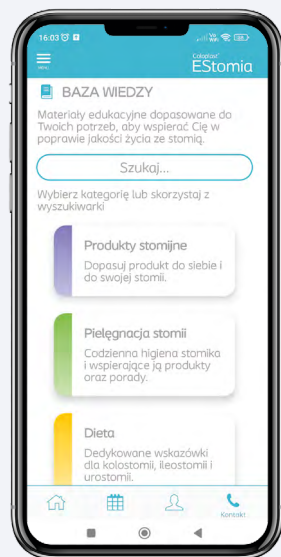 16:03
MENU
Coloplast®
EStomia
BAZA WIEDZY
Materiały edukacyjne dopasowane do
Twoich potrzeb, aby wspierać Cię w
poprawie jakości życia ze stomią.
Szukaj...
Wybierz kategorię lub skorzystaj z
wyszukiwarki
Produkty stomijne
Dopasuj produkt do siebie i
do swojej stomii.
Pielęgnacja stomii
Codzienna higiena stomika
i wspierające ją produkty
oraz porady.
Dieta
Dedykowane wskazówki
dla kolostomii, ileostomii i
urostomii.
Kontakt